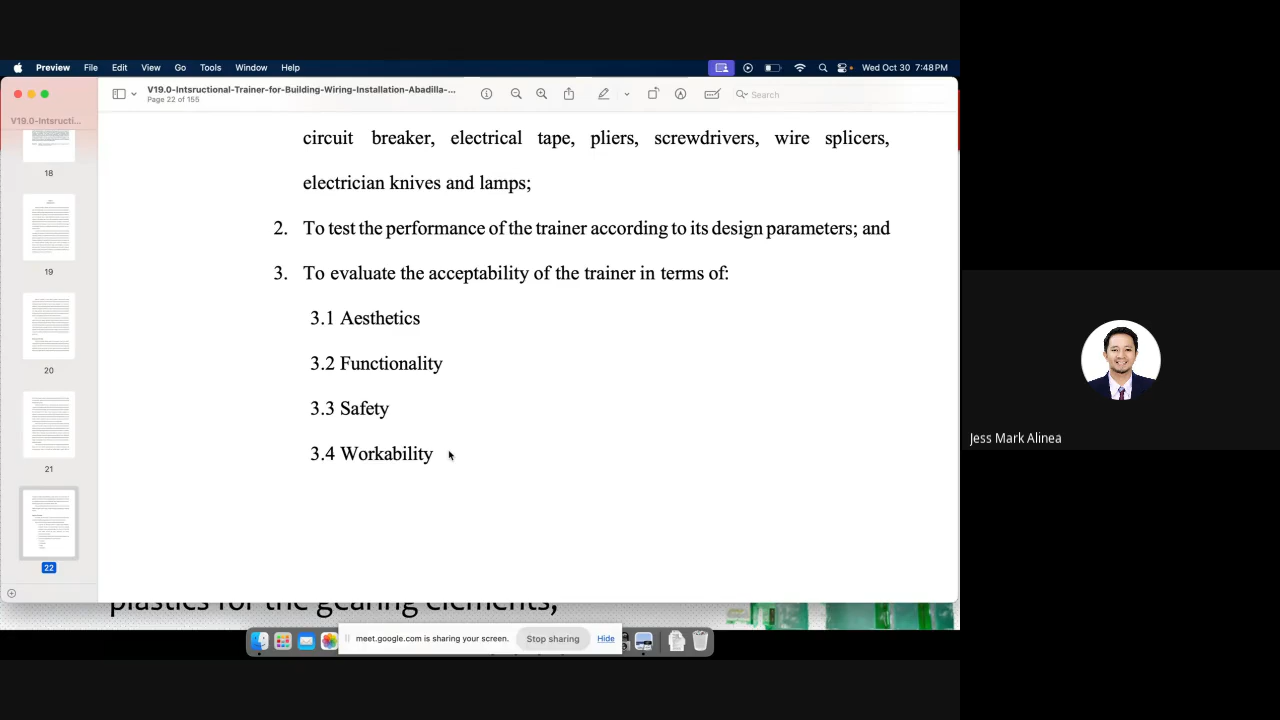 Preview File Edit View Go Tools Window Help
Wed Oct 30 7:48 PM
V19.0-Intsructional-Trainer-for-Building-Wiring-Installation-Abadilla-...
Page 22 of 155
Search
V19.0-Intsructi...
18
19
20
21
22
circuit breaker, electrical tape, pliers, screwdrivers, wire splicers,
electrician knives and lamps;
2. To test the performance of the trainer according to its design parameters; and
3. To evaluate the acceptability of the trainer in terms of:
3.1 Aesthetics
3.2 Functionality
3.3 Safety
3.4 Workability
plastics for the gearing elements,
meet.google.com is sharing your screen. Stop sharing Hide
Jess Mark Alinea